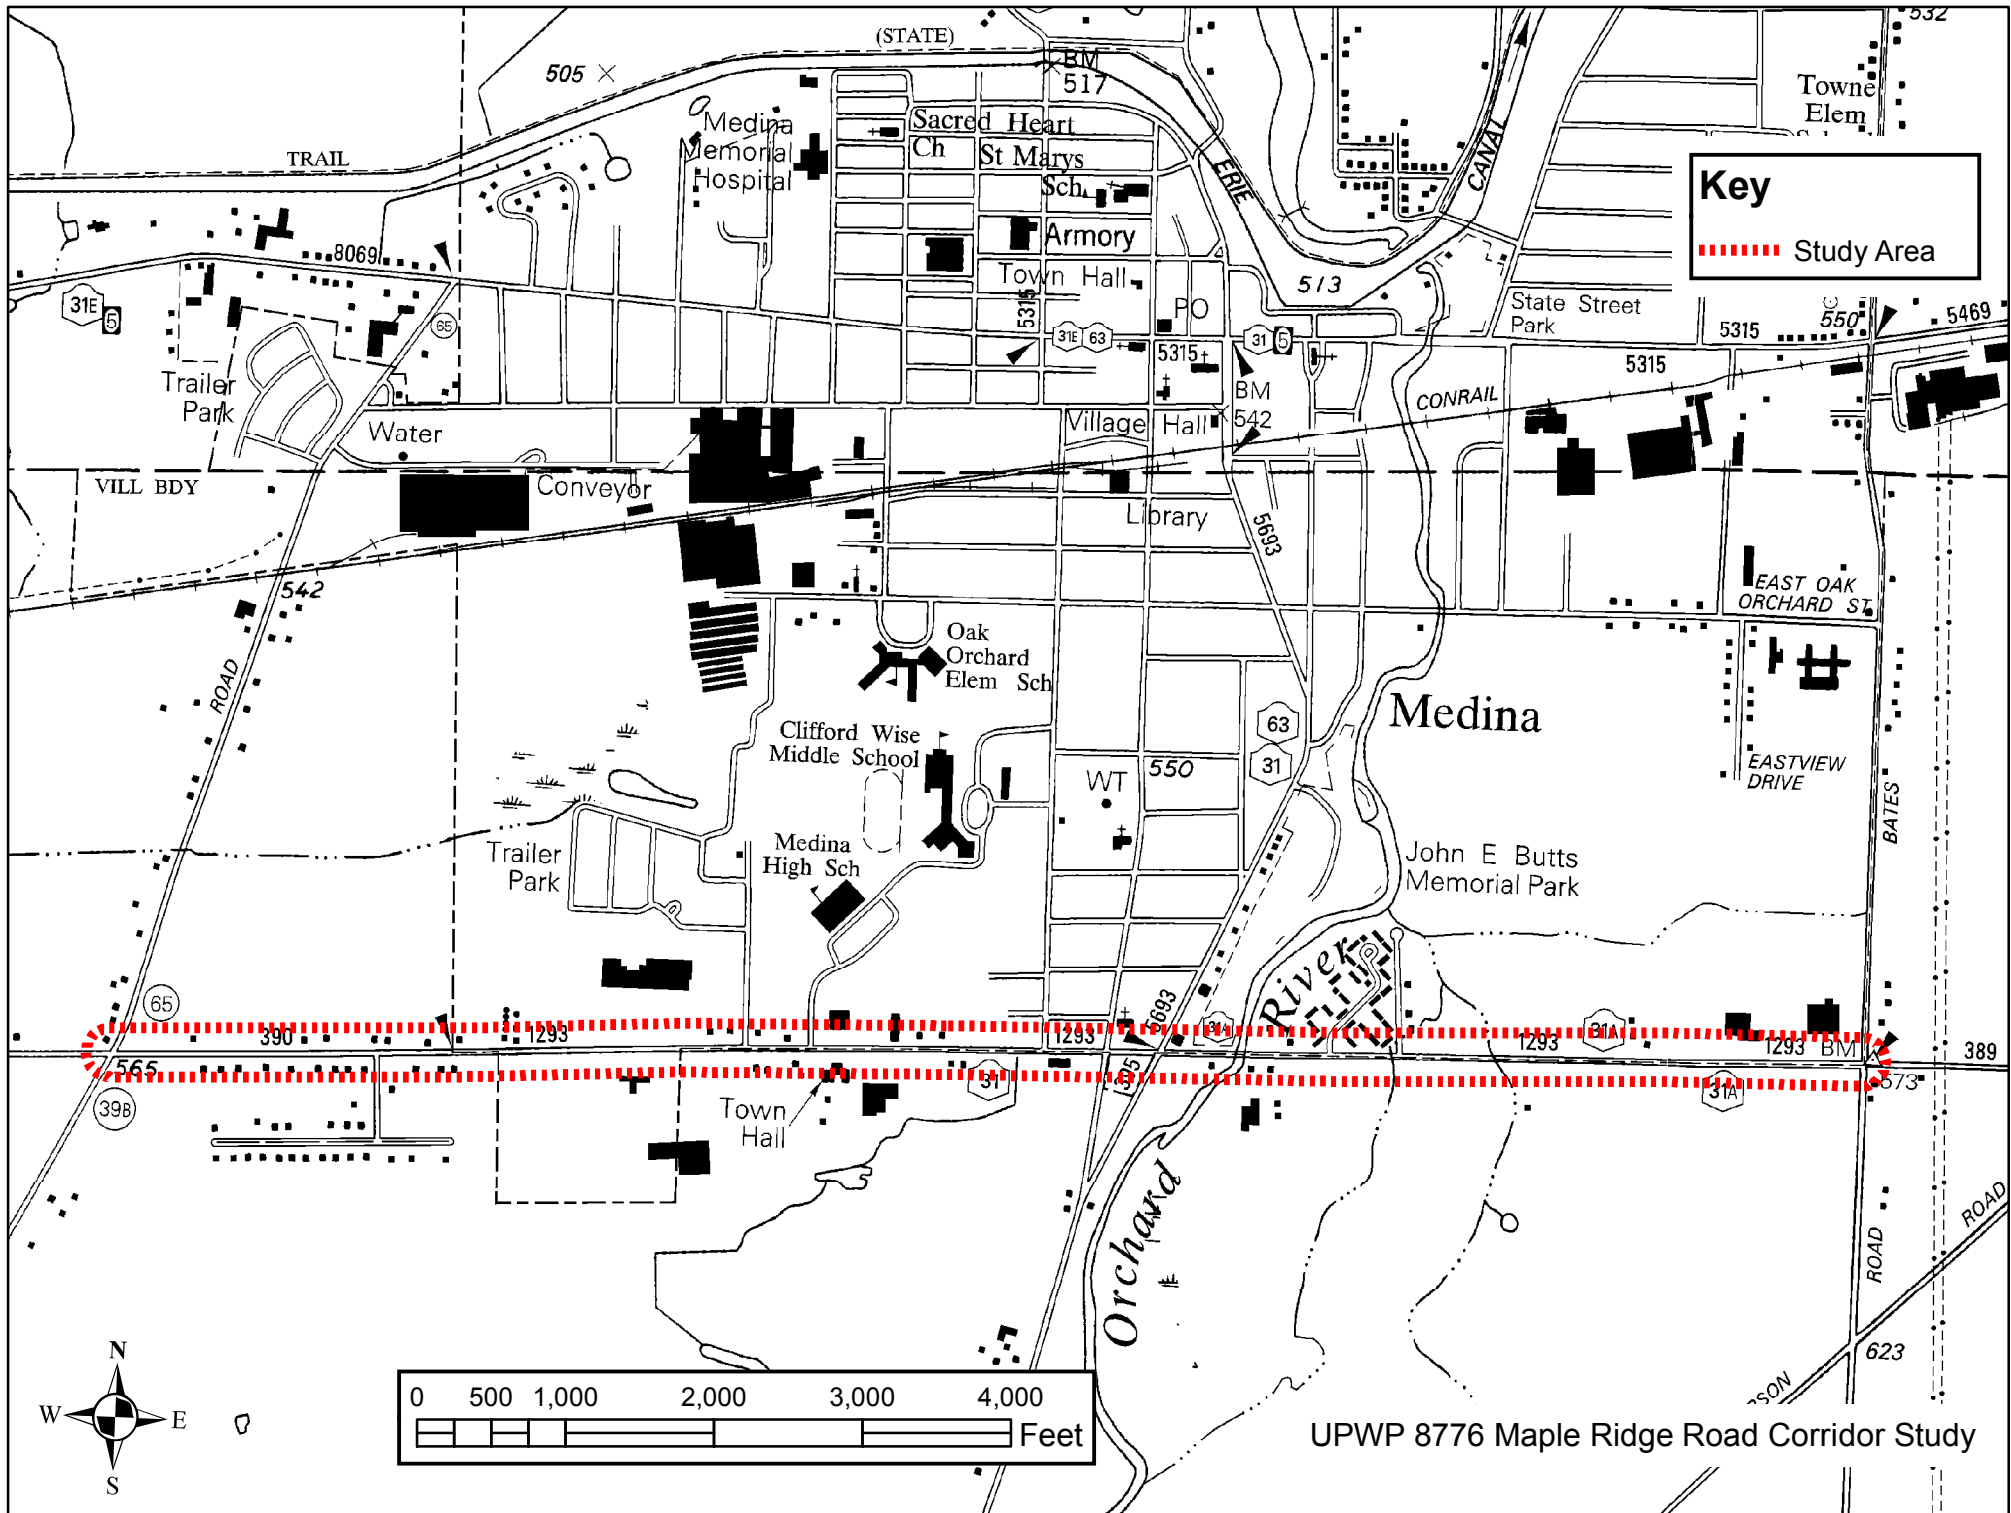 532
(STATE)
505
BM
517
Towne
Elem
Medina
Memorial
Hospital
Sacred Heart
Ch
St Marys
Sch
TRAIL
ERIE
CANAL
Key
Study Area
Armory
8069
Town Hall
513
31E
5
65
5315
PO
31E
63
5315
31
5
State Street
Park
5315
550
5469
5315
Trailer
Park
BM
542
CONRAIL
Water
Village Hall
VILL BDY
Conveyor
Library
5693
542
EAST OAK
ORCHARD ST
Oak
Orchard
Elem Sch
ROAD
Medina
63
31
Clifford Wise
Middle School
WT
550
EASTVIEW
DRIVE
BATES
Medina
High Sch
Trailer
Park
John E Butts
Memorial Park
River
65
390
1293
1293
5693
31A
1293
31A
1293
BM
389
565
39B
31
1305
31A
573
Town
Hall
Orchard
ROAD
ROAD
623
N
W
E
S
0 500 1,000 2,000 3,000 4,000
Feet
UPWP 8776 Maple Ridge Road Corridor Study